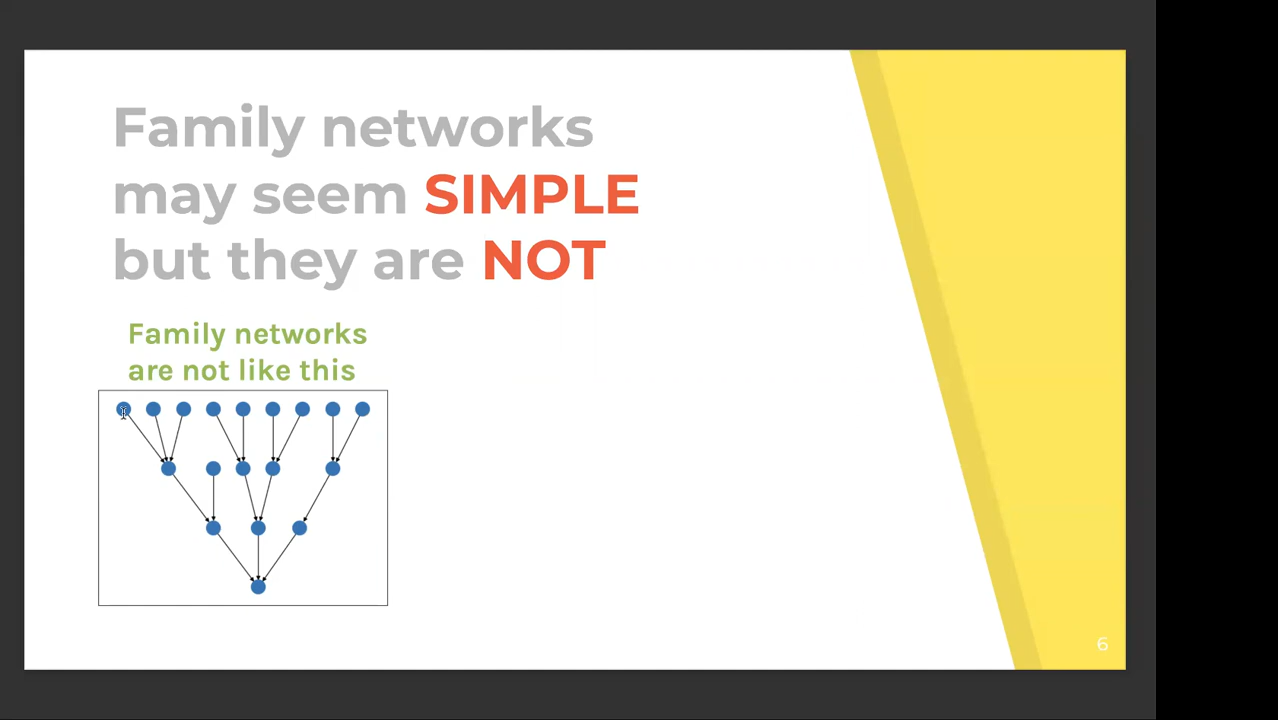 Family networks
may seem SIMPLE
but they are NOT
Family networks
are not like this
6